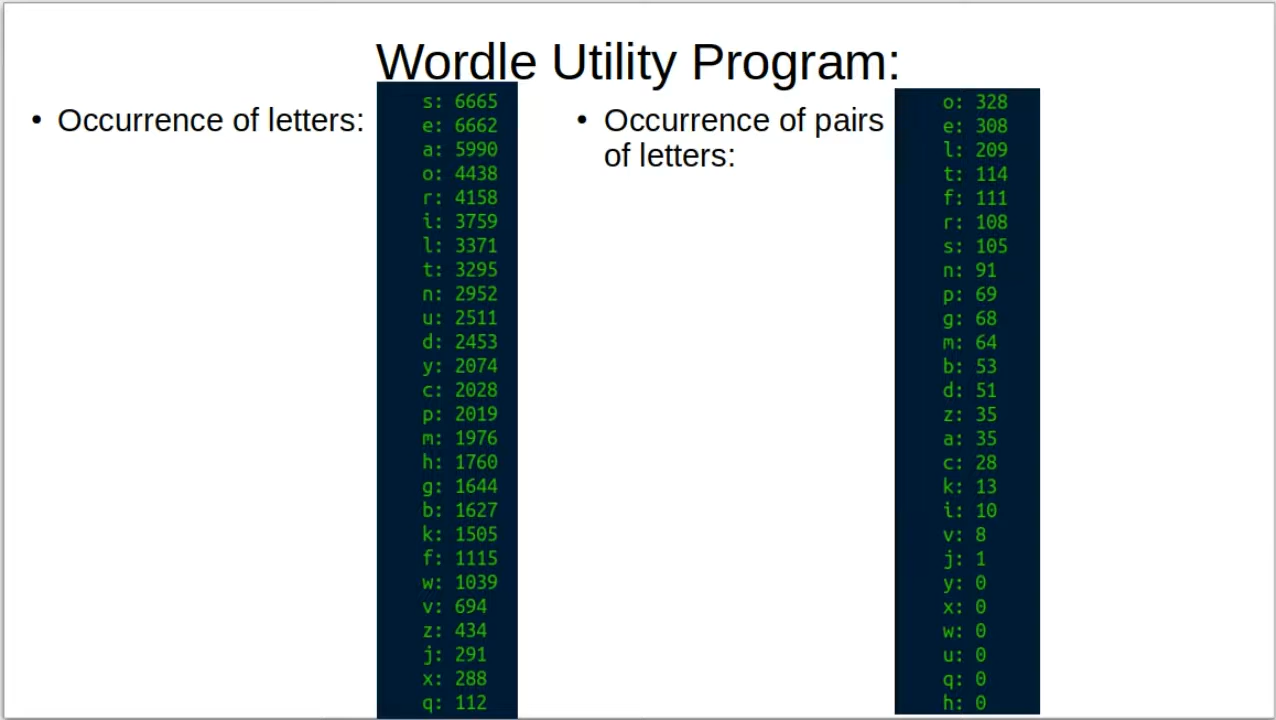 Wordle Utility Program:
• Occurrence of letters:
s: 6665
e: 6662
a: 5990
o: 4438
r: 4158
i: 3759
l: 3371
t: 3295
n: 2952
u: 2511
d: 2453
y: 2074
c: 2028
p: 2019
m: 1976
h: 1760
g: 1644
b: 1627
k: 1505
f: 1115
w: 1039
v: 694
z: 434
j: 291
x: 288
q: 112
• Occurrence of pairs
of letters:
o: 328
e: 308
l: 209
t: 114
f: 111
r: 108
s: 105
n: 91
p: 69
g: 68
m: 64
b: 53
d: 51
z: 35
a: 35
c: 28
k: 13
i: 10
v: 8
j: 1
y: 0
x: 0
w: 0
u: 0
q: 0
h: 0